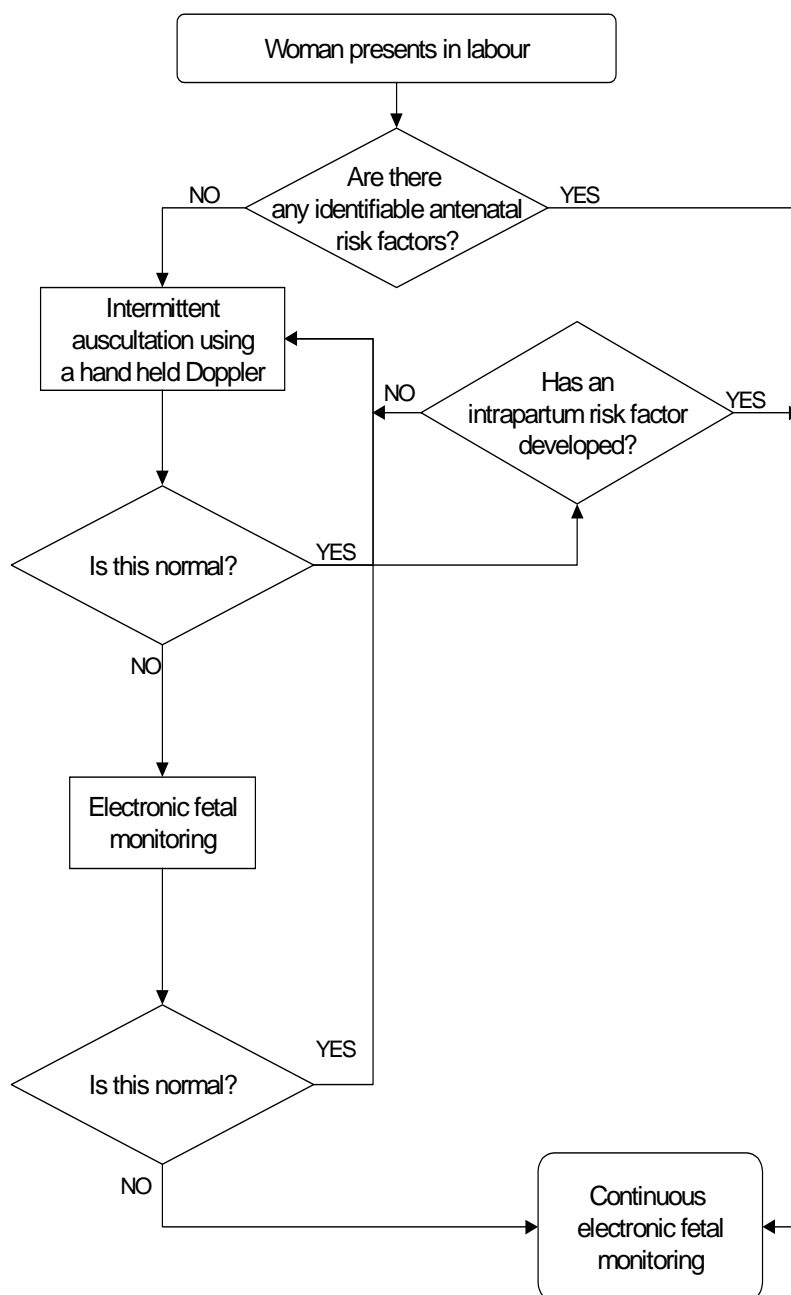 Woman presents in labour
Are there
any identifiable antenatal
risk factors?
NO
YES
Intermittent
auscultation using
a hand held Doppler
Has an
intrapartum risk factor
developed?
NO
YES
Is this normal?
YES
NO
Electronic fetal
monitoring
Is this normal?
YES
NO
Continuous
electronic fetal
monitoring